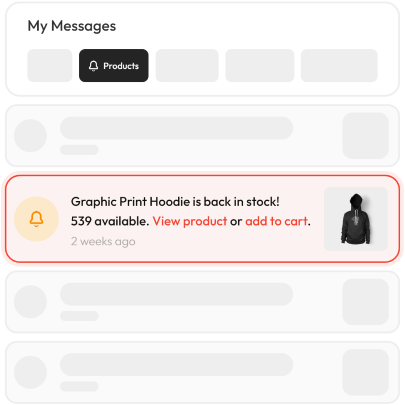 My Messages
Products
Graphic Print Hoodie is back in stock!
539 available. View product or add to cart.
2 weeks ago